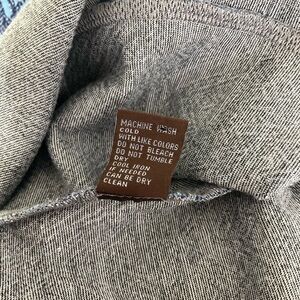 MACHINE WASH
COLD
WITH LIKE COLORS
DO NOT BLEACH
DO NOT TUMBLE
DRY
COOL IRON
IF NEEDED
CAN BE DRY
CLEAN